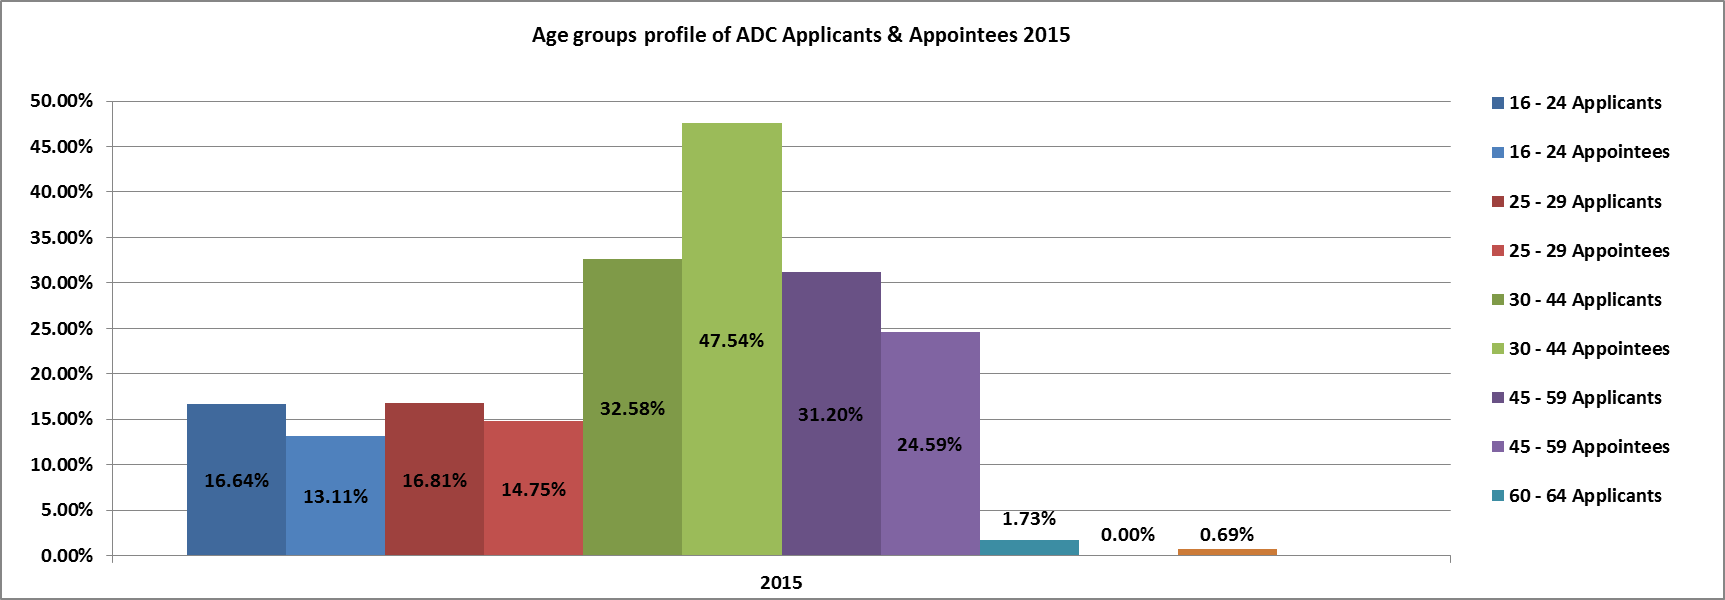 Age groups profile of ADC Applicants & Appointees 2015
50.00%
45.00%
40.00%
35.00%
30.00%
25.00%
20.00%
15.00%
10.00%
5.00%
0.00%
16.64%
13.11%
16.81%
14.75%
32.58%
47.54%
31.20%
24.59%
1.73%
0.00%
0.69%
2015
16 - 24 Applicants
16 - 24 Appointees
25 - 29 Applicants
25 - 29 Appointees
30 - 44 Applicants
30 - 44 Appointees
45 - 59 Applicants
45 - 59 Appointees
60 - 64 Applicants